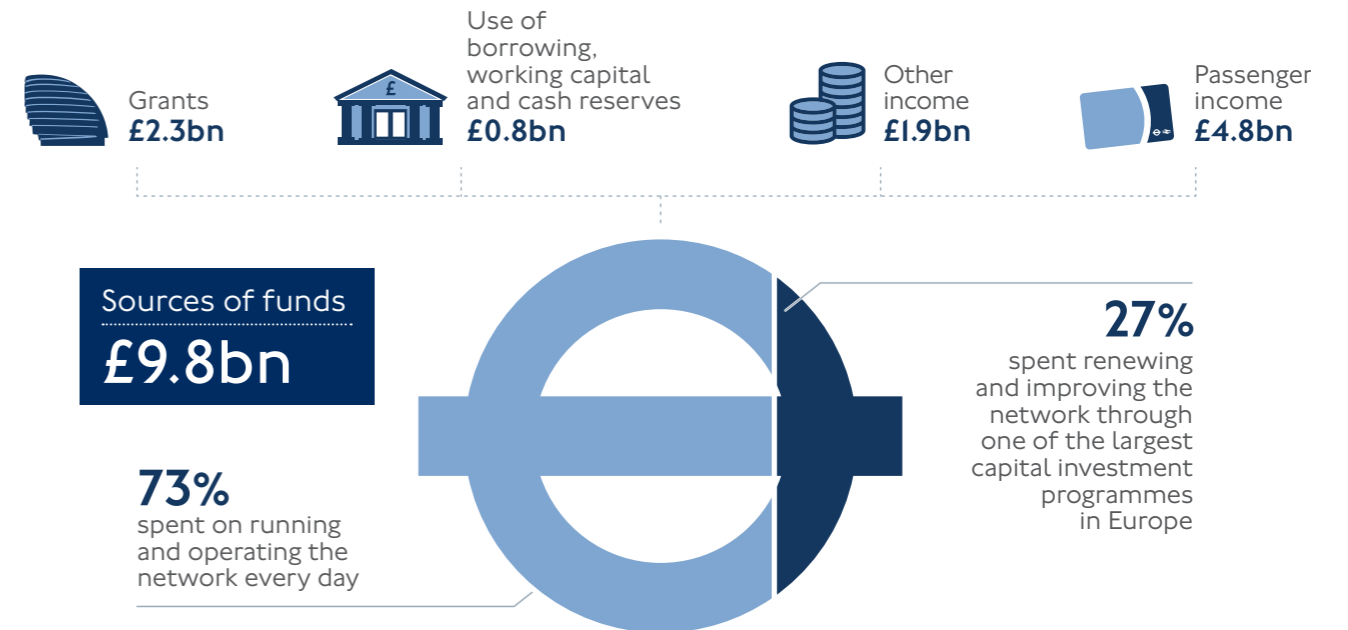 Grants
£2.3bn
Use of
borrowing,
working capital
and cash reserves
£0.8bn
£
Other
income
£1.9bn
Passenger
income
£4.8bn
Sources of funds
£9.8bn
27%
spent renewing
and improving the
network through
one of the largest
capital investment
programmes
in Europe
73%
spent on running
and operating the
network every day